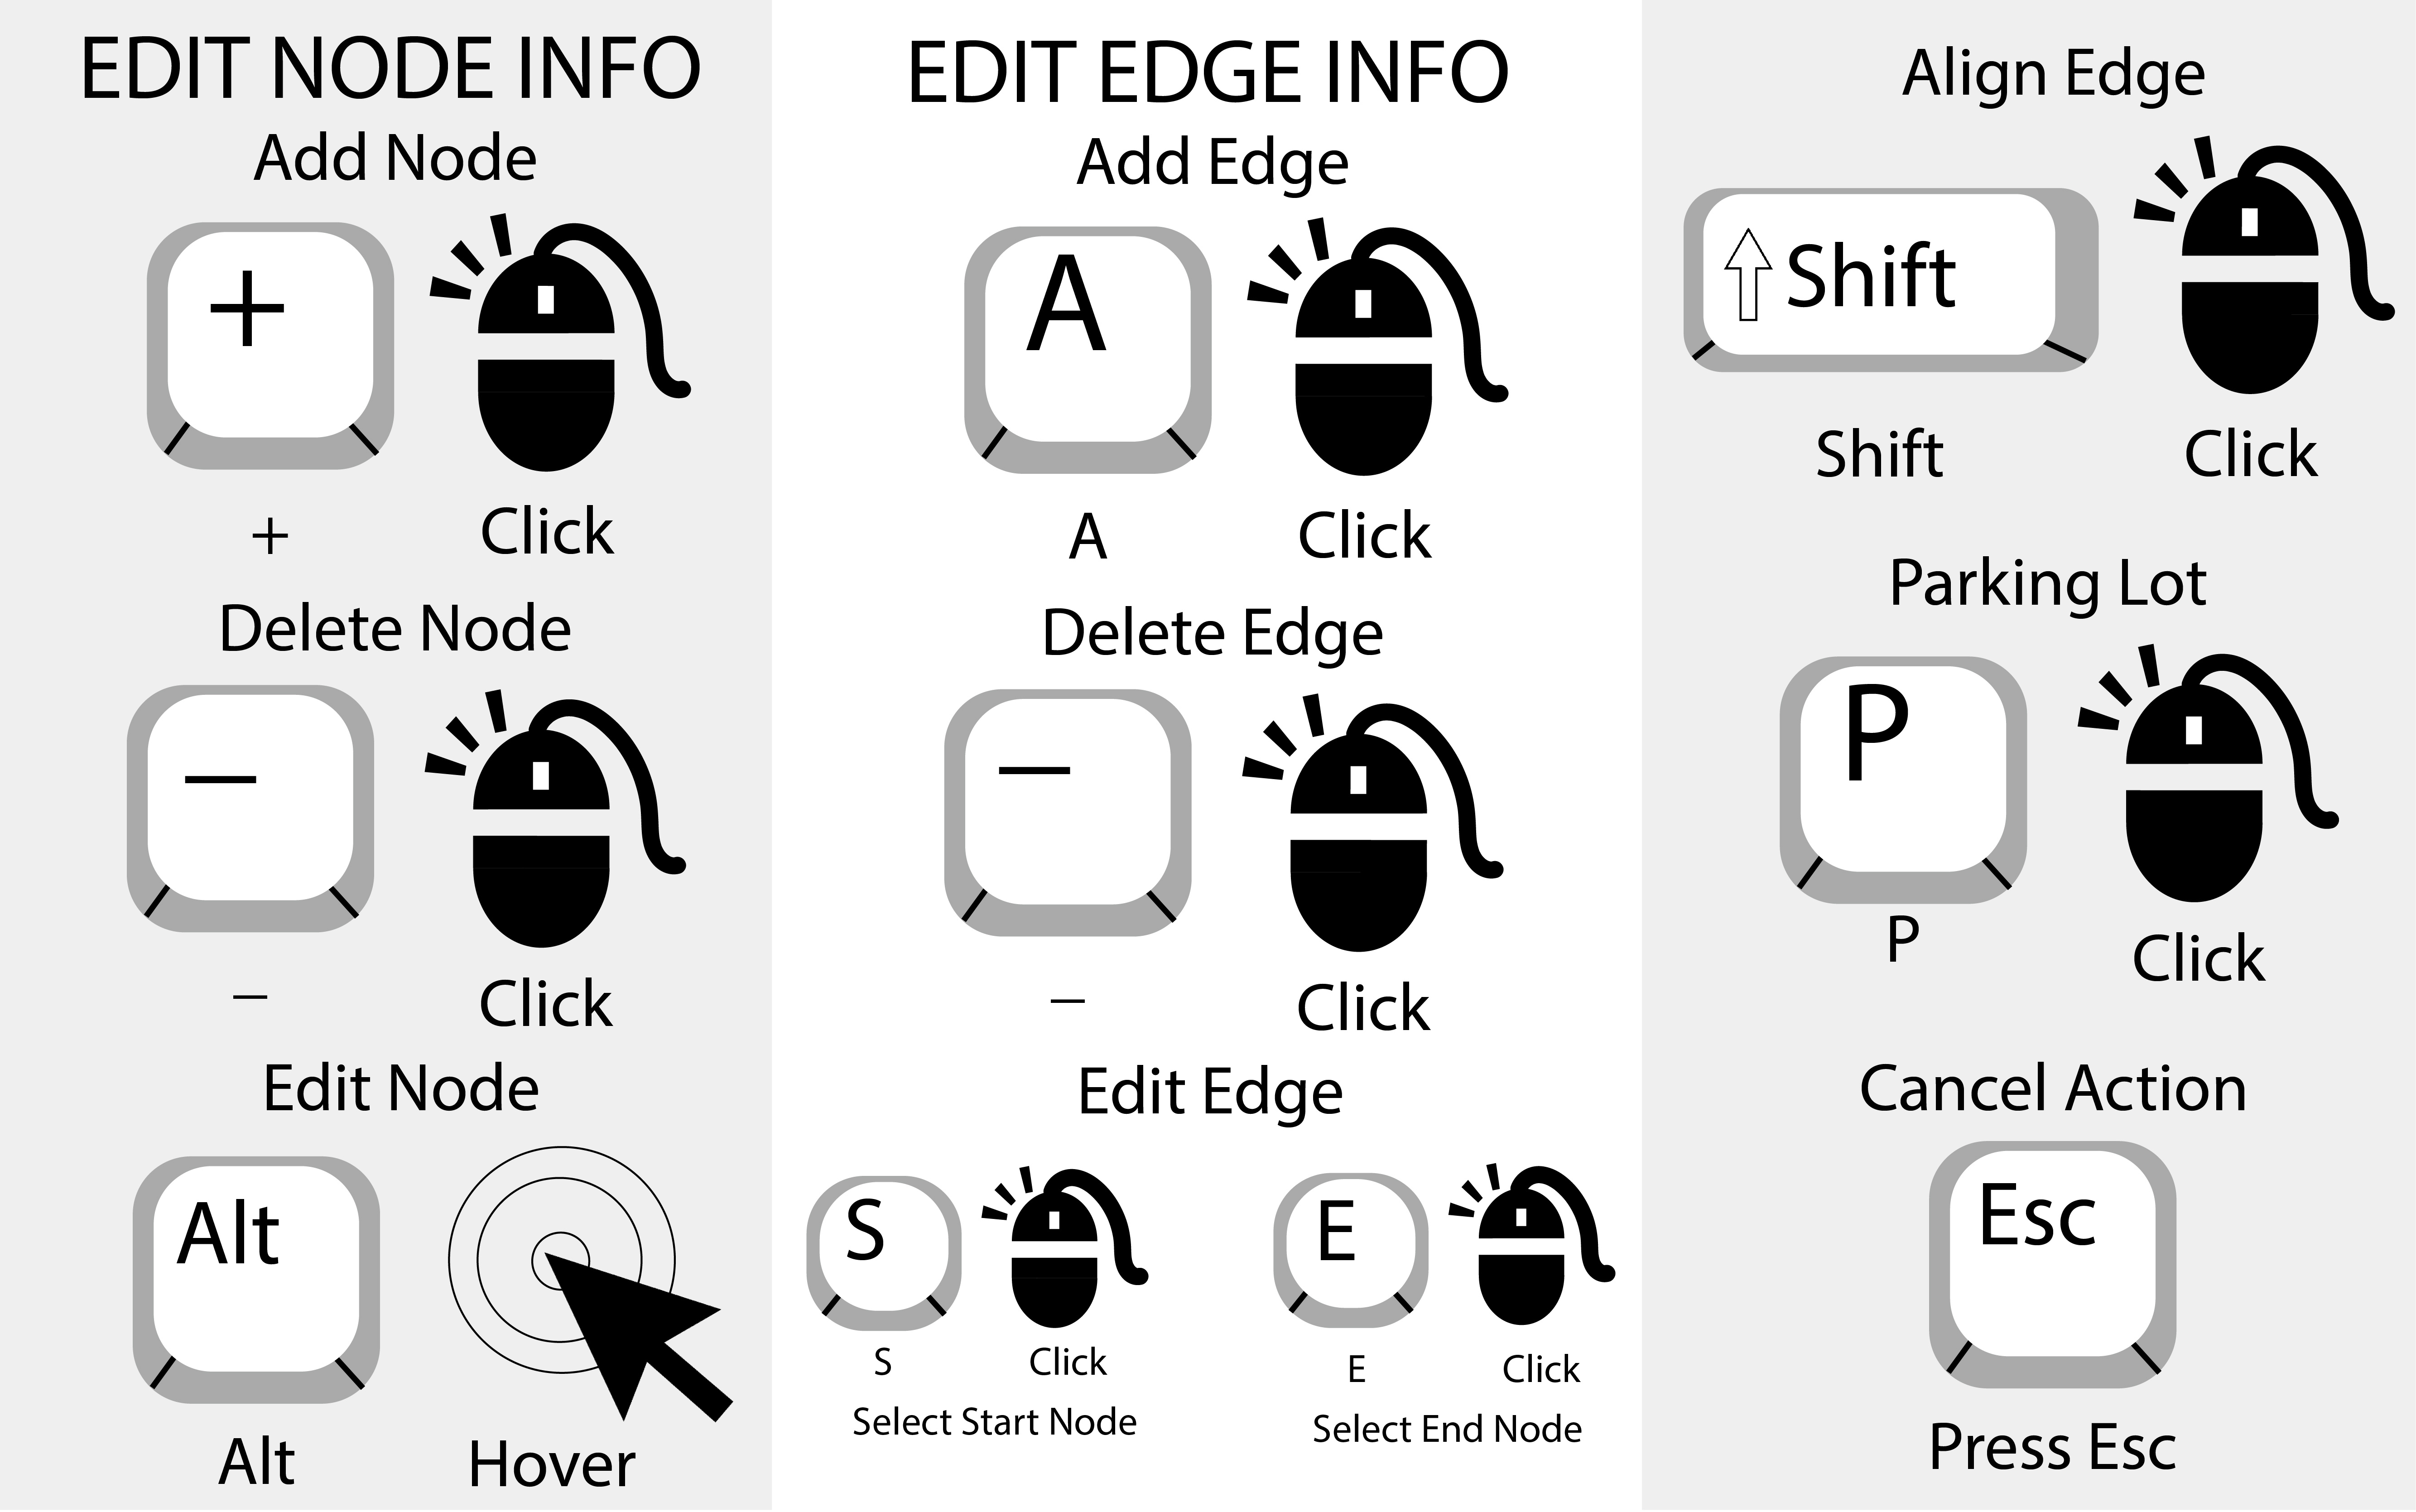 EDIT NODE INFO
Add Node
+
+
Click
Delete Node
–
–
Click
Edit Node
Alt
Alt
Hover
EDIT EDGE INFO
Add Edge
A
A
Click
Delete Edge
–
–
Click
Edit Edge
S
S
Click
Select Start Node
E
E
Click
Select End Node
Align Edge
Shift
Shift
Click
Parking Lot
P
P
Click
Cancel Action
Esc
Press Esc